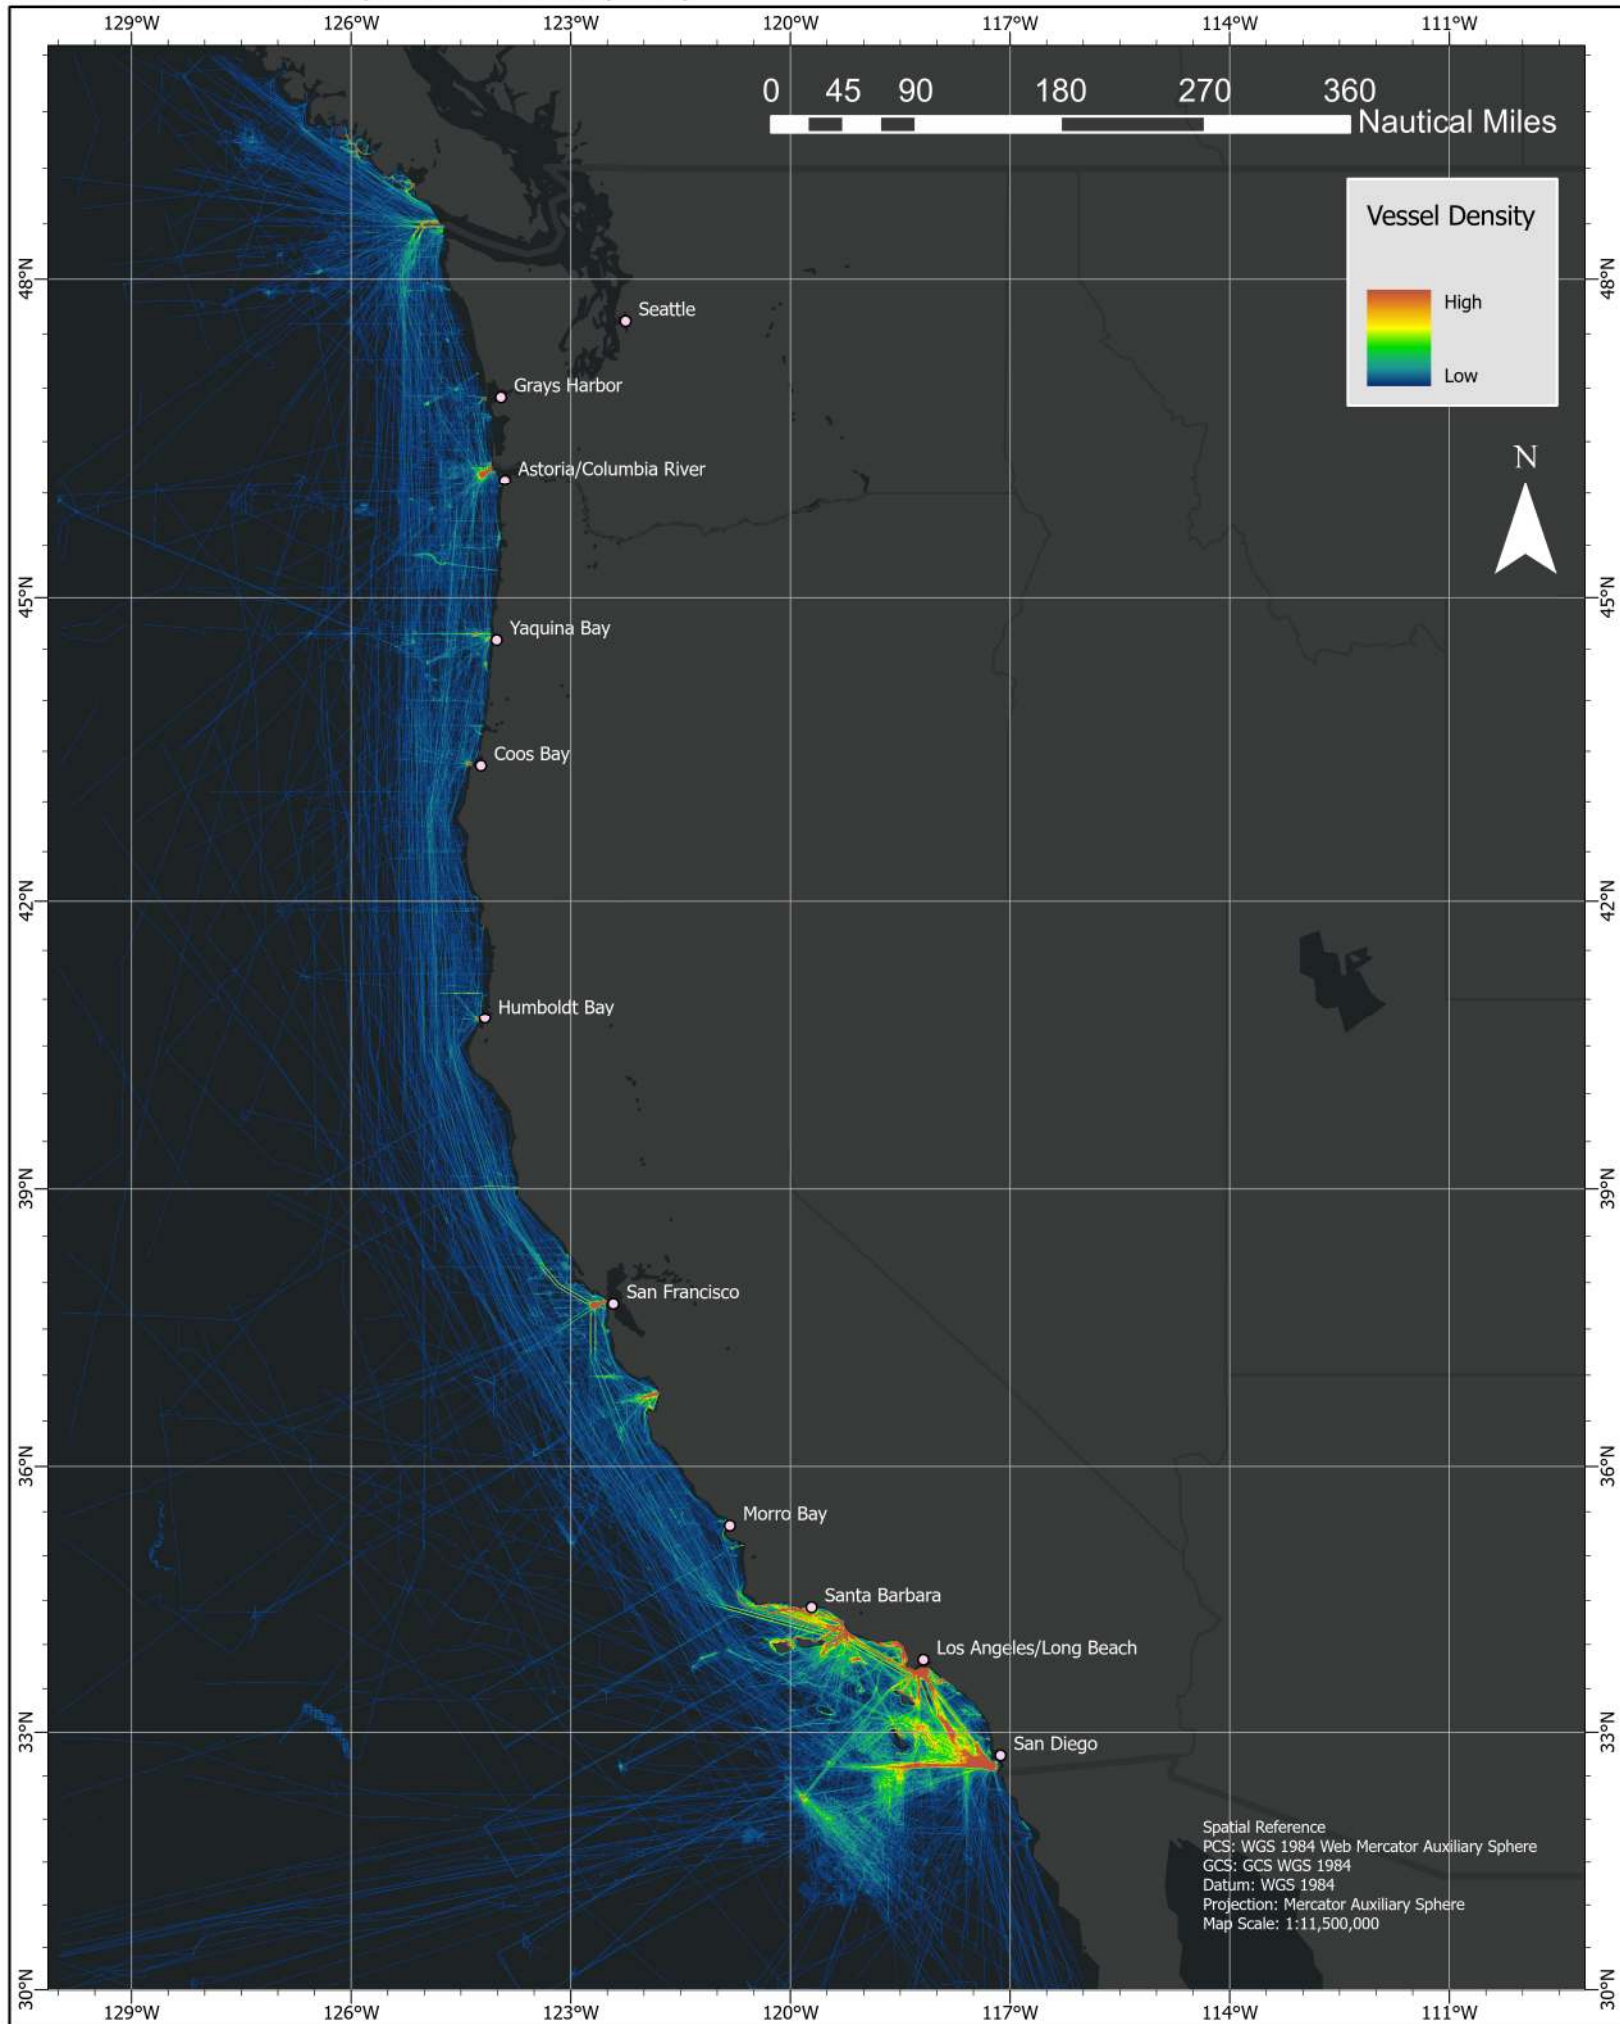 129°W 126°W 123°W 120°W 117°W 114°W 111°W
0 45 90 180 270 360
Nautical Miles
Vessel Density
High
Low
N
48°N 48°N
Seattle
Grays Harbor
Astoria/Columbia River
45°N 45°N
Yaquina Bay
Coos Bay
42°N 42°N
Humboldt Bay
39°N 39°N
San Francisco
36°N 36°N
Morro Bay
Santa Barbara
Los Angeles/Long Beach
33°N 33°N
San Diego
Spatial Reference
PCS: WGS 1984 Web Mercator Auxiliary Sphere
GCS: GCS WGS 1984
Datum: WGS 1984
Projection: Mercator Auxiliary Sphere
Map Scale: 1:11,500,000
30°N 30°N
129°W 126°W 123°W 120°W 117°W 114°W 111°W